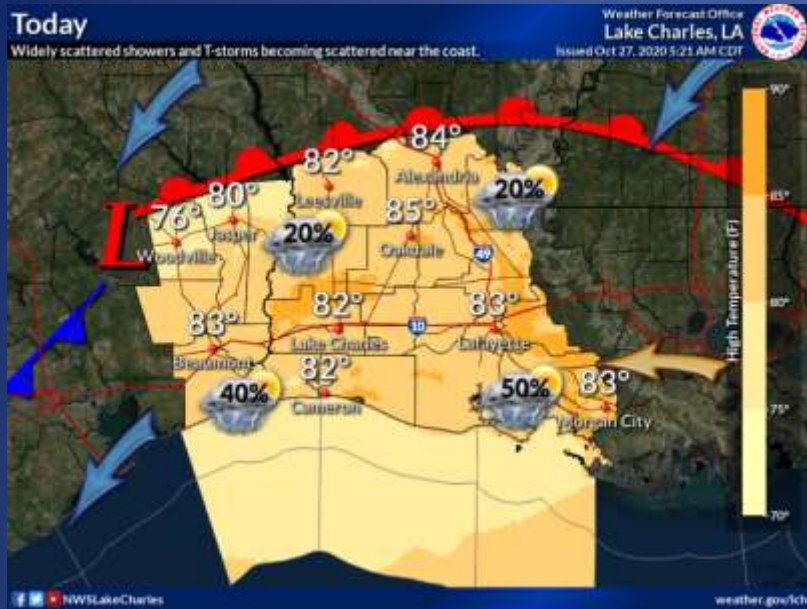 Today
Widely scattered showers and T-storms becoming scattered near the coast.
Weather Forecast Office
Lake Charles, LA
Issued Oct 27, 2020 5:21 AM CDT
90°
84°
Alexandria
82°
Leesville
20%
85°
80°
Jasper
76°
Woodville
L
20%
85°
Oakdale
49
High Temperature (F)
80°
83°
Beaumont
82°
Lake Charles
10
83°
Lafayette
82°
Cameron
40%
50%
83°
Morgan City
75°
70°
NWSLakeCharles
weather.gov/lch